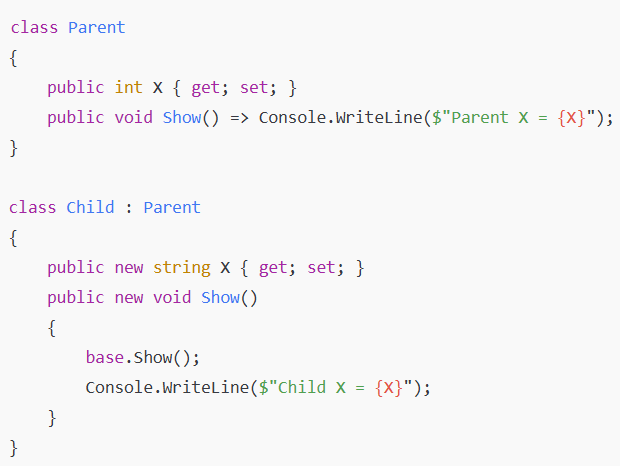 class Parent
{
    public int X { get; set; }
    public void Show() => Console.WriteLine($"Parent X = {X}");
}

class Child : Parent
{
    public new string X { get; set; }
    public new void Show()
    {
        base.Show();
        Console.WriteLine($"Child X = {X}");
    }
}